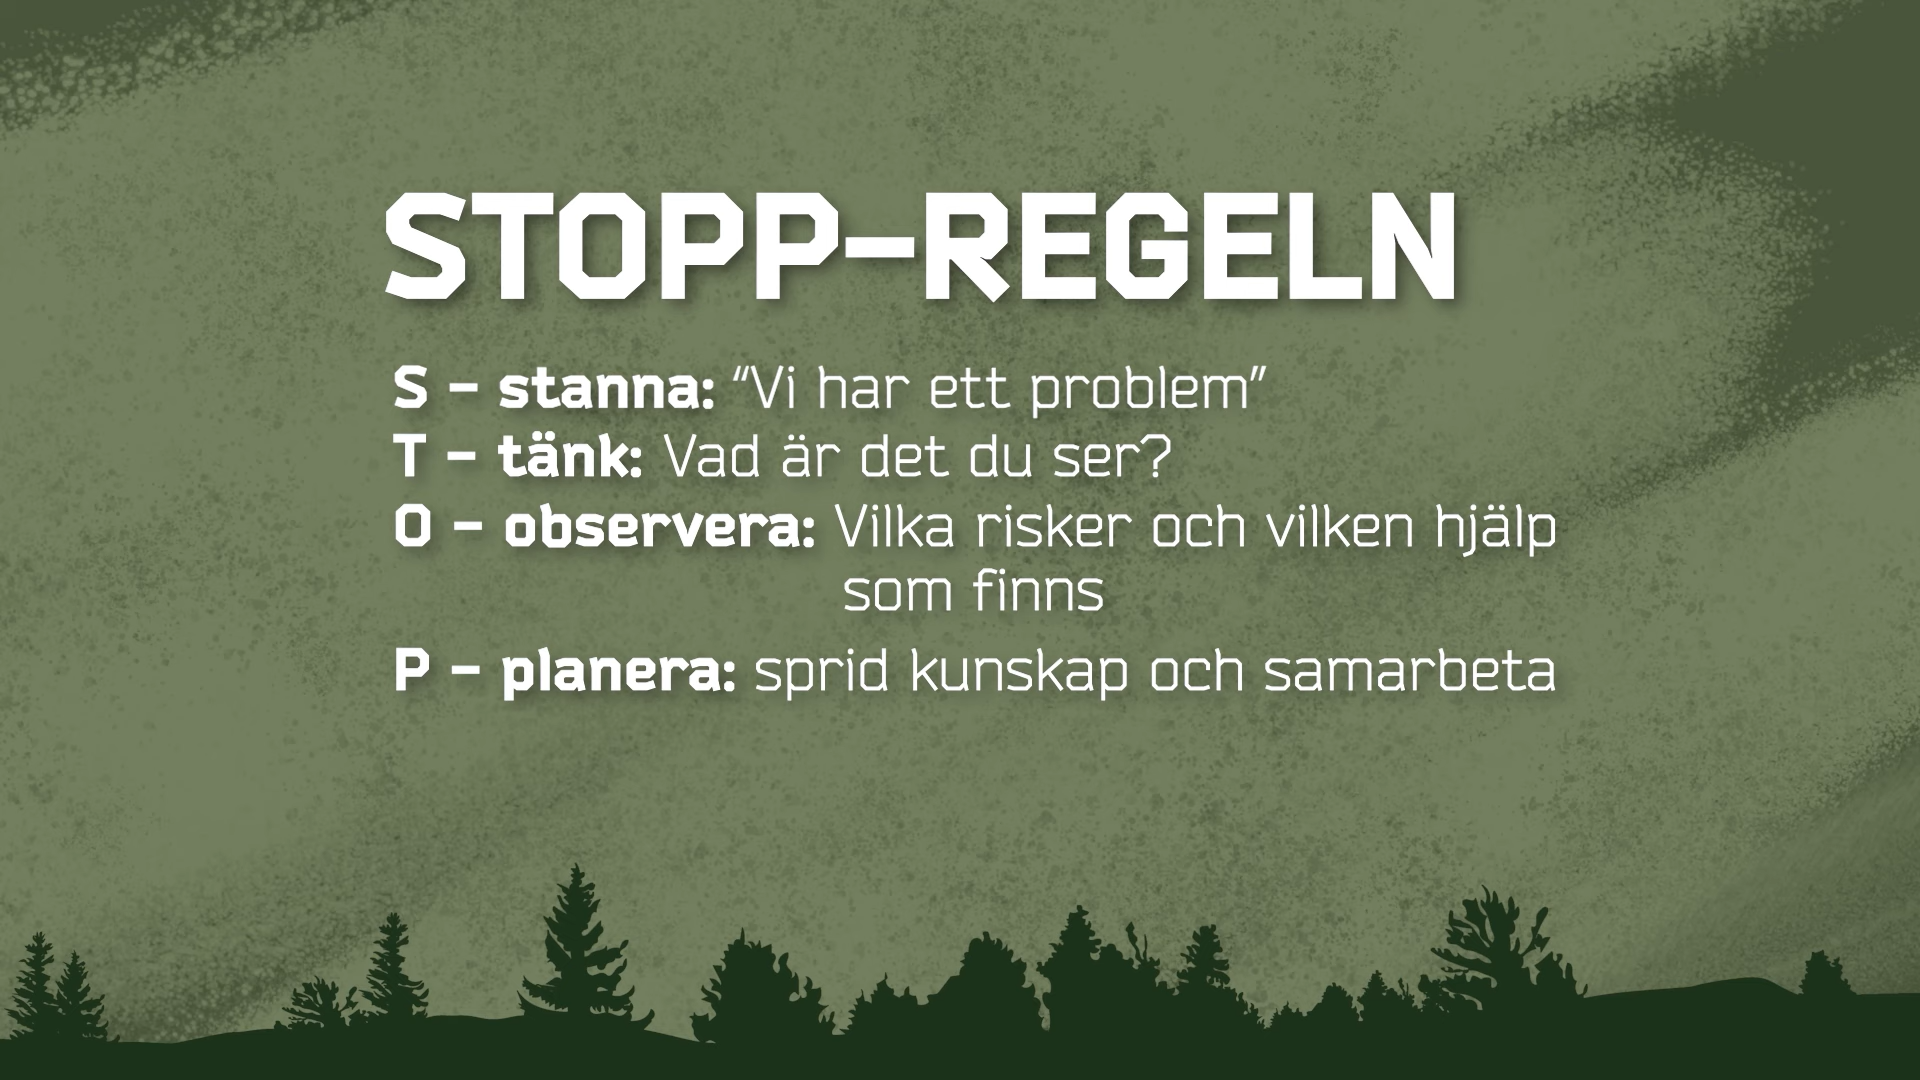 STOPP-REGELN
S - stanna: “Vi har ett problem”
T - tänk: Vad är det du ser?
O - observera: Vilka risker och vilken hjälp
som finns
P - planera: sprid kunskap och samarbeta